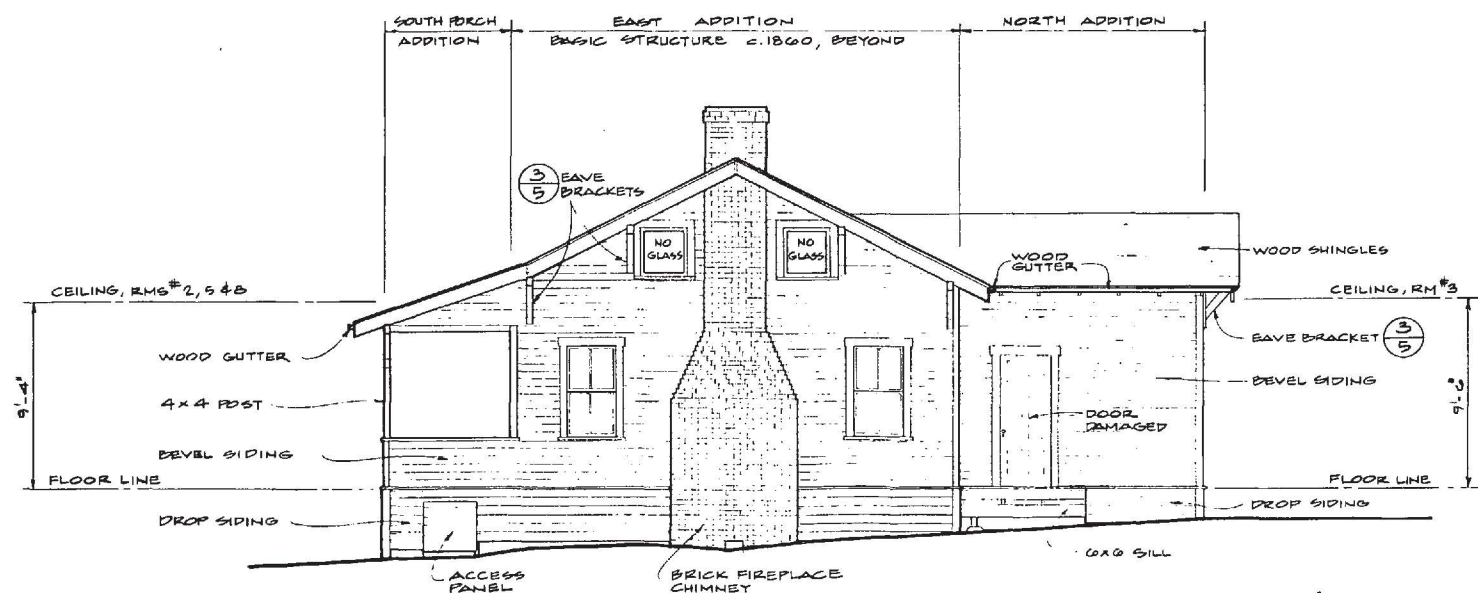 SOUTH PORCH
ADDITION
EAST ADDITION
BASIC STRUCTURE c.1860, BEYOND
NORTH ADDITION
3
5
EAVE
BRACKETS
NO
GLASS
NO
GLASS
WOOD SHINGLES
WOOD
GUTTER
CEILING, RMS #2, 5 & 8
CEILING, RM #3
WOOD GUTTER
EAVE BRACKET
3
5
9'-4"
4x4 POST
BEVEL SIDING
9'-6"
DOOR
DAMAGED
BEVEL SIDING
FLOOR LINE
FLOOR LINE
DROP SIDING
DROP SIDING
6x6 SILL
ACCESS
PANEL
BRICK FIREPLACE
CHIMNEY